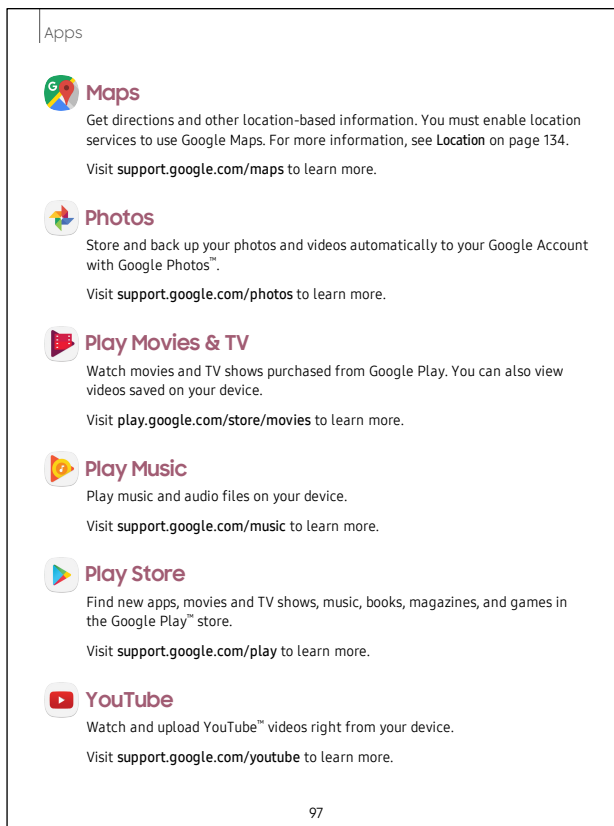 Apps
Maps
Get directions and other location-based information. You must enable location
services to use Google Maps. For more information, see Location on page 134.
Visit support.google.com/maps to learn more.
Photos
Store and back up your photos and videos automatically to your Google Account
with Google Photos™.
Visit support.google.com/photos to learn more.
Play Movies & TV
Watch movies and TV shows purchased from Google Play. You can also view
videos saved on your device.
Visit play.google.com/store/movies to learn more.
Play Music
Play music and audio files on your device.
Visit support.google.com/music to learn more.
Play Store
Find new apps, movies and TV shows, music, books, magazines, and games in
the Google Play™ store.
Visit support.google.com/play to learn more.
YouTube
Watch and upload YouTube™ videos right from your device.
Visit support.google.com/youtube to learn more.
97